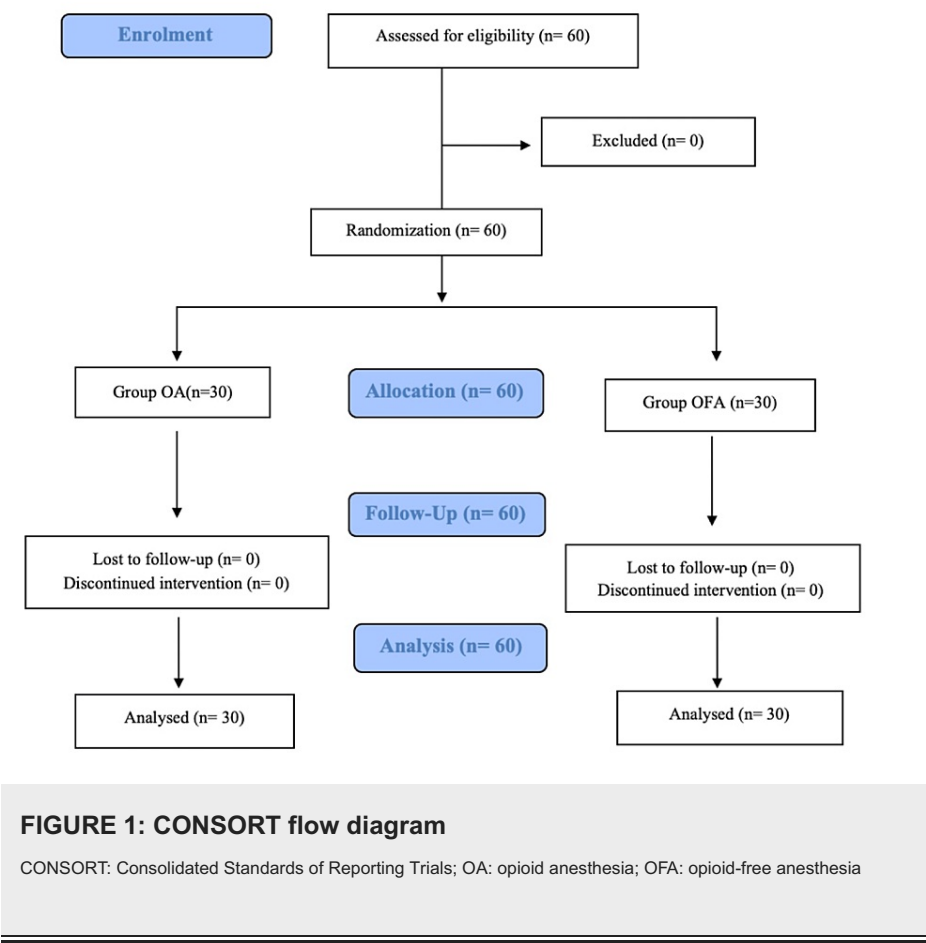 Enrolment
Assessed for eligibility (n= 60)
Excluded (n= 0)
Randomization (n= 60)
Group OA(n=30)
Allocation (n= 60)
Group OFA (n=30)
Follow-Up (n= 60)
Lost to follow-up (n= 0)
Discontinued intervention (n= 0)
Lost to follow-up (n= 0)
Discontinued intervention (n= 0)
Analysis (n= 60)
Analysed (n= 30)
Analysed (n= 30)
FIGURE 1: CONSORT flow diagram
CONSORT: Consolidated Standards of Reporting Trials; OA: opioid anesthesia; OFA: opioid-free anesthesia